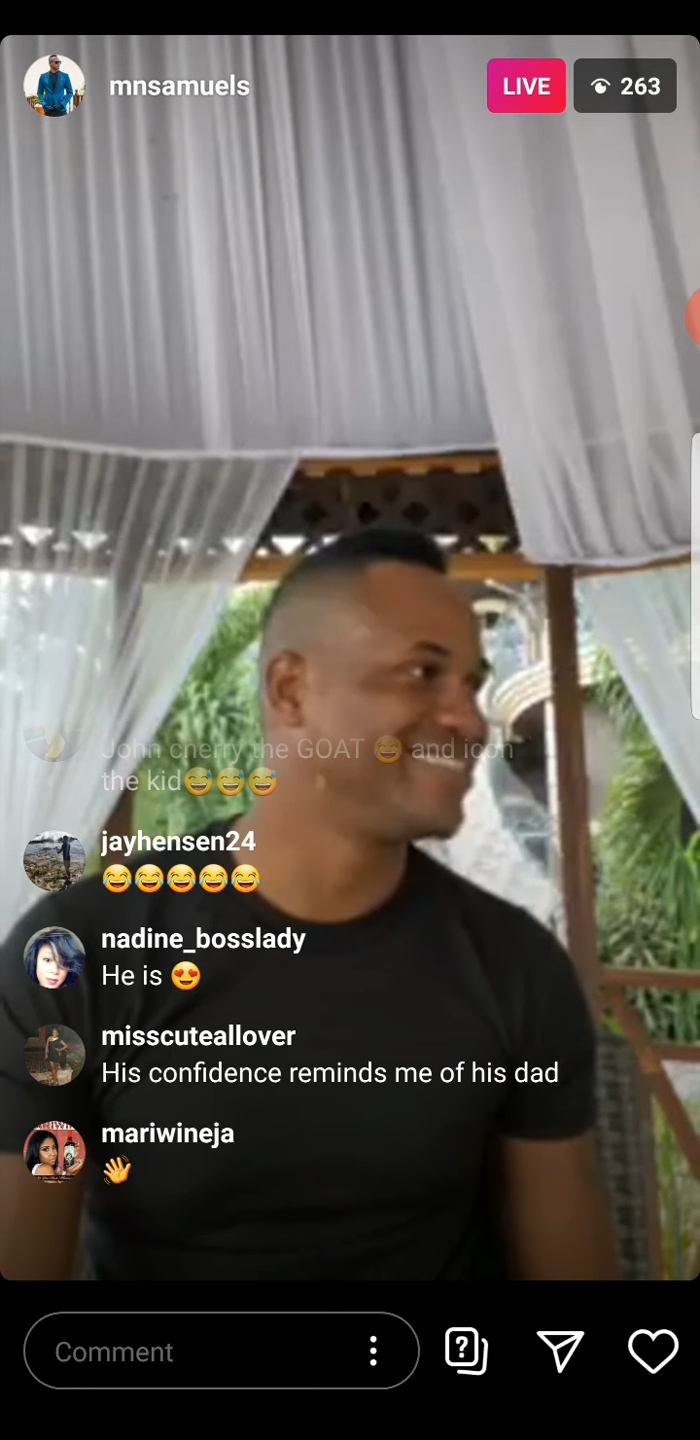 mnsamuels
LIVE
263
John cherry the GOAT 😅 and icon
the kid😅😅😅
jayhensen24
😂😂😂😂😂
nadine_bosslady
He is 😍
misscuteallover
His confidence reminds me of his dad
mariwineja
👋
Comment